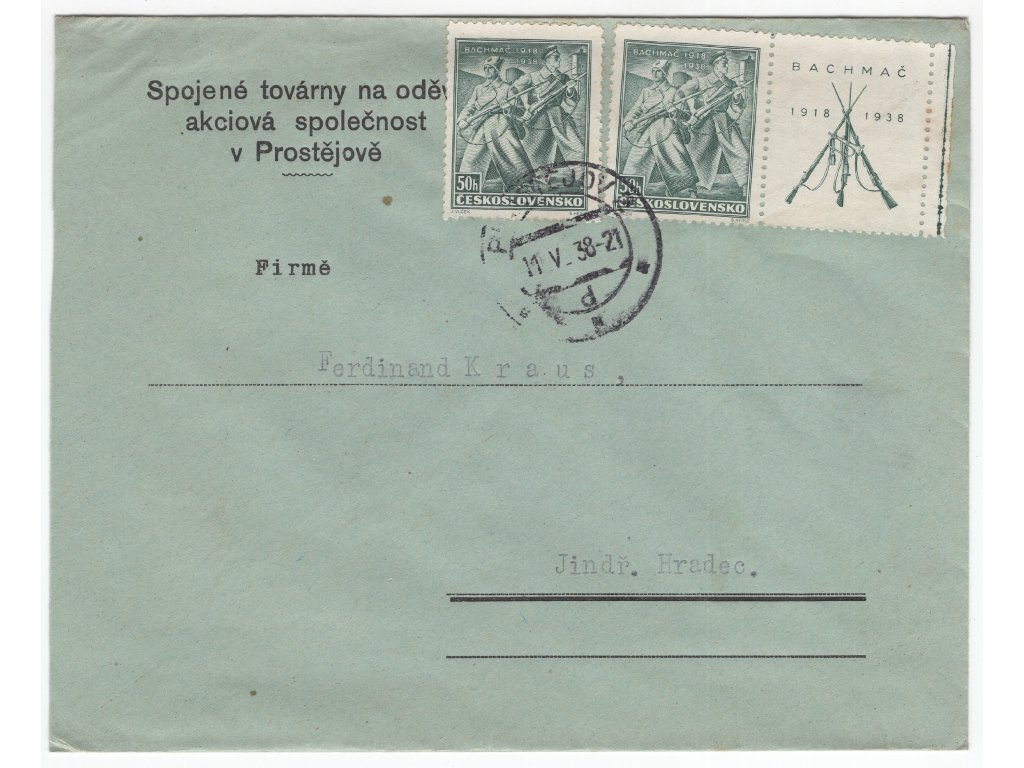 Spojené továrny na oděv
akciová společnost
v Prostějově
BACHMAČ 1918
1938
50h
ČESKOSLOVENSKO
BACHMAČ 1918
1938
50h
ČESKOSLOVENSKO
BACHMAČ
1918 1938
11.V.38-21
P
Firmě
Ferdinand Kraus,
Jindř. Hradec.